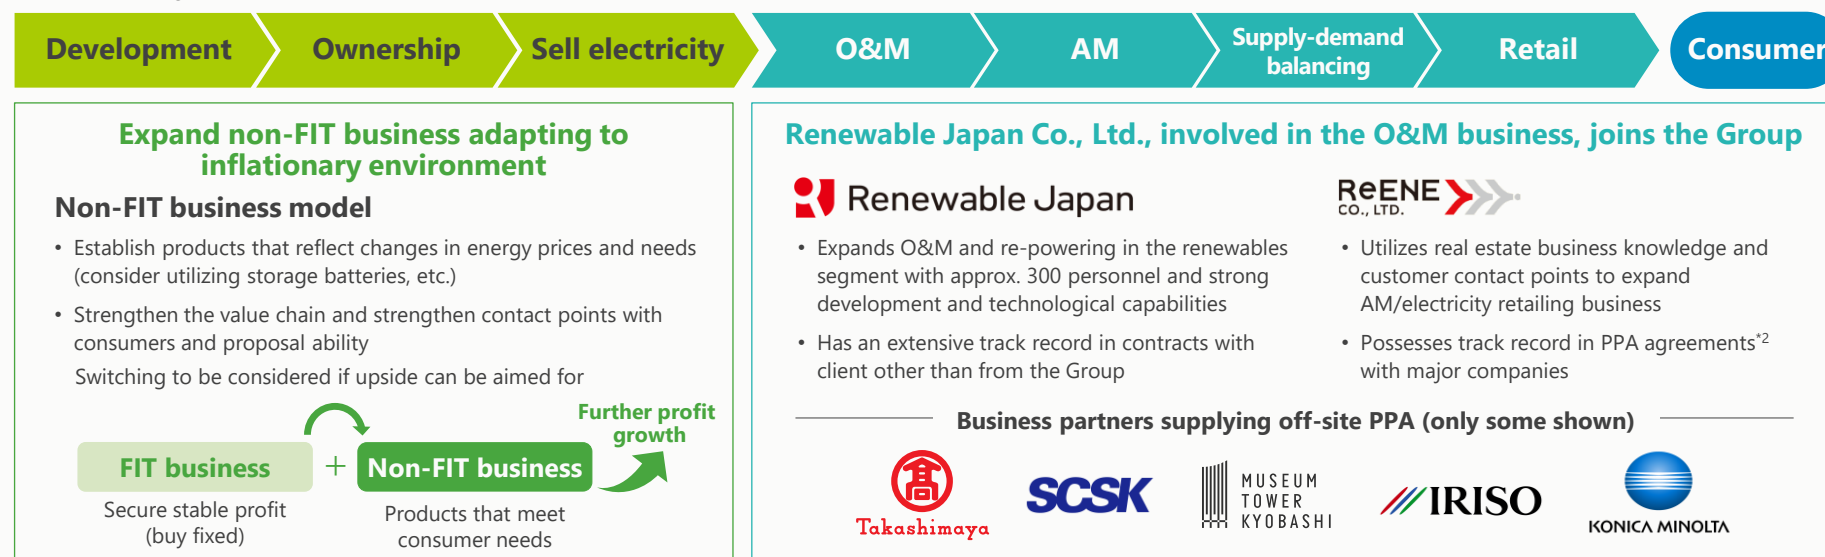 Development
Ownership
Sell electricity
O&M
AM
Supply-demand
balancing
Retail
Consumer
Expand non-FIT business adapting to
inflationary environment
Non-FIT business model
• Establish products that reflect changes in energy prices and needs
(consider utilizing storage batteries, etc.)
• Strengthen the value chain and strengthen contact points with
consumers and proposal ability
Switching to be considered if upside can be aimed for
Further profit
growth
FIT business
+
Non-FIT business
Secure stable profit
(buy fixed)
Products that meet
consumer needs
Renewable Japan Co., Ltd., involved in the O&M business, joins the Group
Renewable Japan
• Expands O&M and re-powering in the renewables
segment with approx. 300 personnel and strong
development and technological capabilities
• Has an extensive track record in contracts with
client other than from the Group
ReENE
CO., LTD.
• Utilizes real estate business knowledge and
customer contact points to expand
AM/electricity retailing business
• Possesses track record in PPA agreements*2
with major companies
Business partners supplying off-site PPA (only some shown)
髙
Takashimaya
SCSK
MUSEUM
TOWER
KYOBASHI
IRISO
KONICA MINOLTA